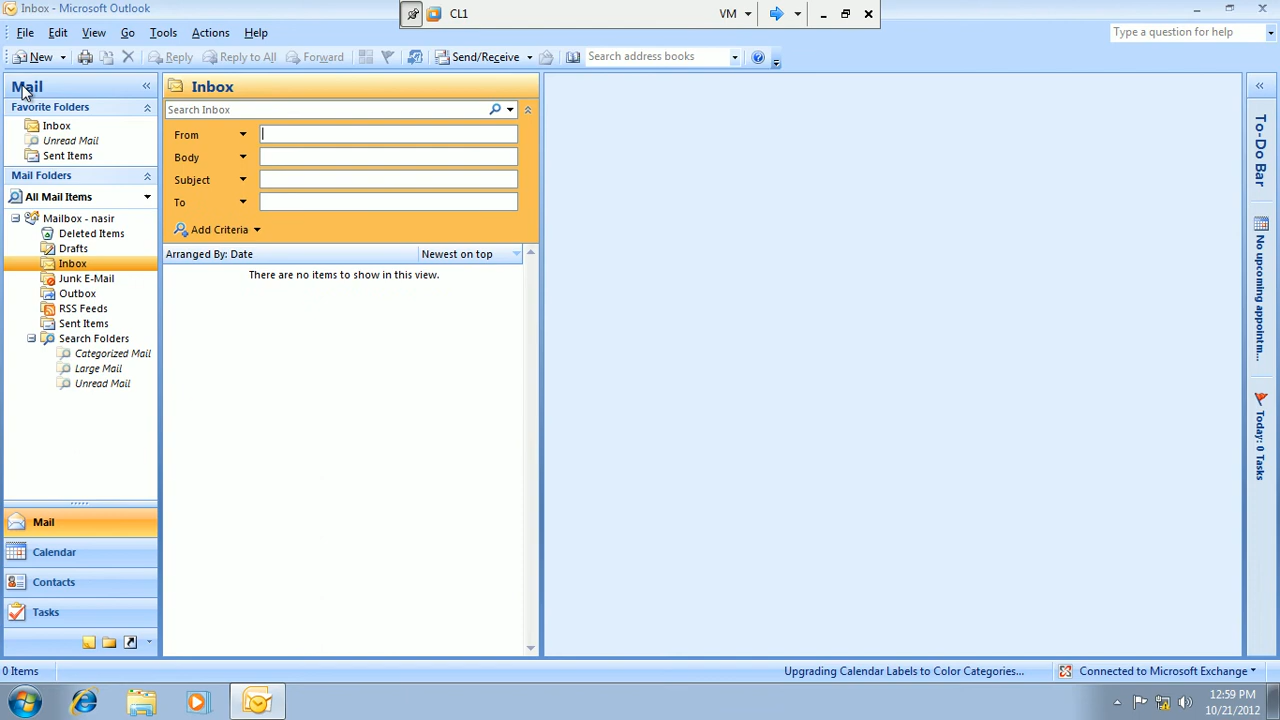 Inbox - Microsoft Outlook
CL1
VM
File Edit View Go Tools Actions Help
Type a question for help
New Reply Reply to All Forward Send/Receive Search address books
Mail
Favorite Folders
Inbox
Unread Mail
Sent Items
Mail Folders
All Mail Items
Mailbox - nasir
Deleted Items
Drafts
Inbox
Junk E-Mail
Outbox
RSS Feeds
Sent Items
Search Folders
Categorized Mail
Large Mail
Unread Mail
Mail
Calendar
Contacts
Tasks
Inbox
Search Inbox
From
Body
Subject
To
Add Criteria
Arranged By: Date Newest on top
There are no items to show in this view.
To-Do Bar
No upcoming appointm...
Today: 0 Tasks
0 Items
Upgrading Calendar Labels to Color Categories...
Connected to Microsoft Exchange
12:59 PM
10/21/2012